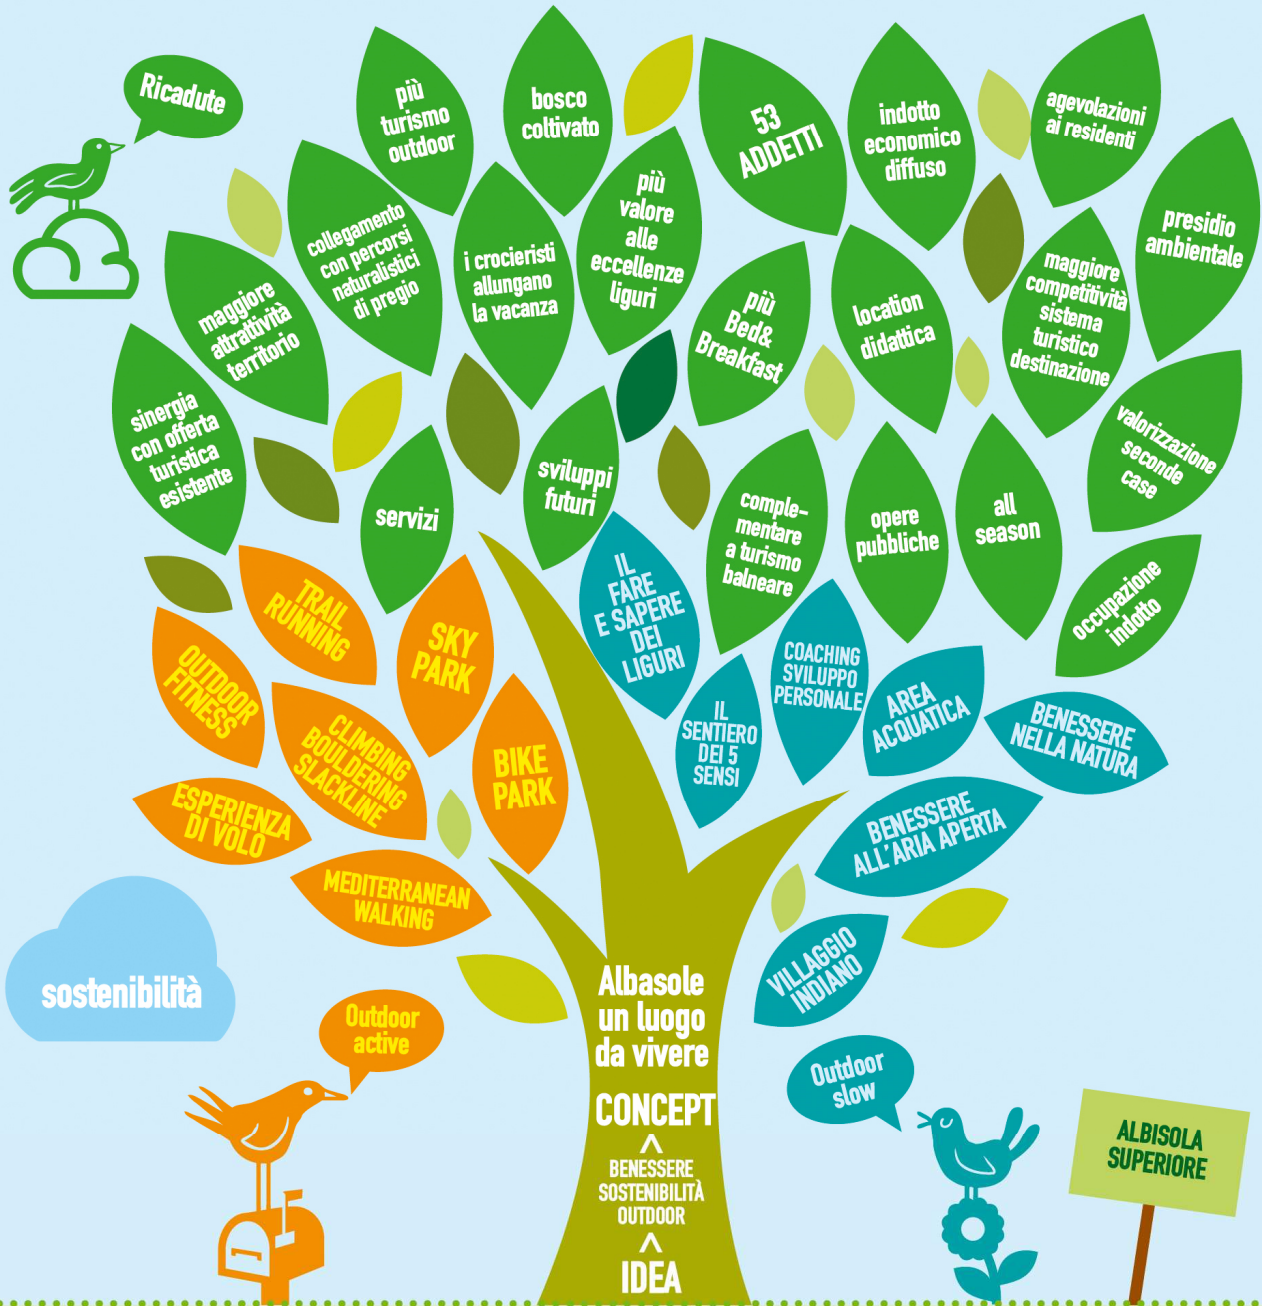 Ricadute
più
turismo
outdoor
bosco
coltivato
53
ADDETTI
indotto
economico
diffuso
agevolazioni
ai residenti
presidio
ambientale
collegamento
con percorsi
naturalistici
di pregio
i crocieristi
allungano
la vacanza
più
valore
alle
eccellenze
liguri
maggiore
attrattività
territorio
più
Bed&
Breakfast
location
didattica
maggiore
competitività
sistema
turistico
destinazione
sinergia
con offerta
turistica
esistente
servizi
sviluppi
futuri
comple-
mentare
a turismo
balneare
opere
pubbliche
all
season
valorizzazione
seconde
case
occupazione
indotto
TRAIL
RUNNING
SKY
PARK
OUTDOOR
FITNESS
CLIMBING
BOULDERING
SLACKLINE
BIKE
PARK
ESPERIENZA
DI VOLO
MEDITERRANEAN
WALKING
IL
FARE
E SAPERE
DEI
LIGURI
IL
SENTIERO
DEI 5
SENSI
COACHING
SVILUPPO
PERSONALE
AREA
ACQUATICA
BENESSERE
NELLA NATURA
BENESSERE
ALL'ARIA APERTA
VILLAGGIO
INDIANO
sostenibilità
Outdoor
active
Albasole
un luogo
da vivere
CONCEPT
^
BENESSERE
SOSTENIBILITÀ
OUTDOOR
^
IDEA
Outdoor
slow
ALBISOLA
SUPERIORE